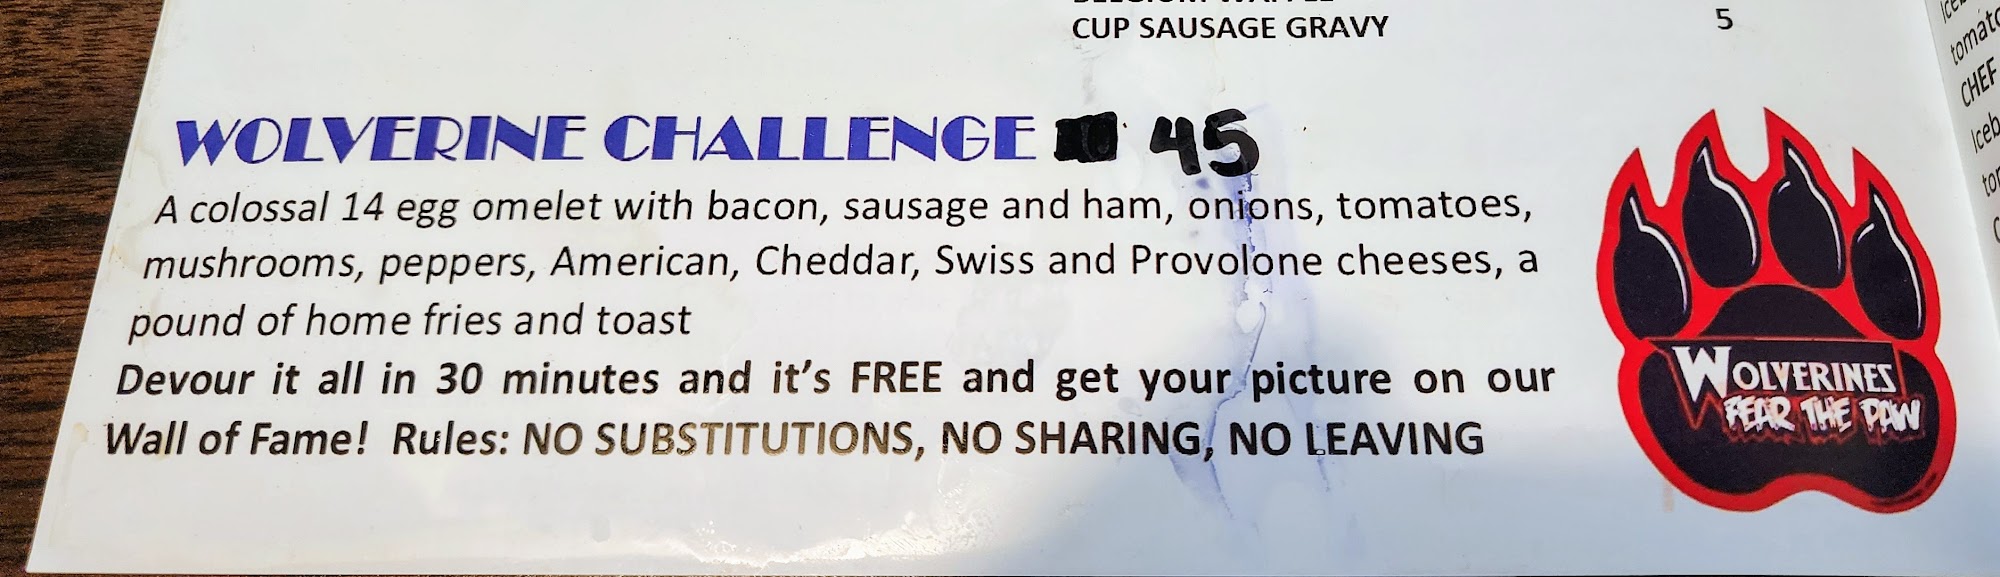 CUP SAUSAGE GRAVY 5
WOLVERINE CHALLENGE 45
A colossal 14 egg omelet with bacon, sausage and ham, onions, tomatoes,
mushrooms, peppers, American, Cheddar, Swiss and Provolone cheeses, a
pound of home fries and toast
Devour it all in 30 minutes and it's FREE and get your picture on our
Wall of Fame! Rules: NO SUBSTITUTIONS, NO SHARING, NO LEAVING
WOLVERINES
FEAR THE PAW
CHEF